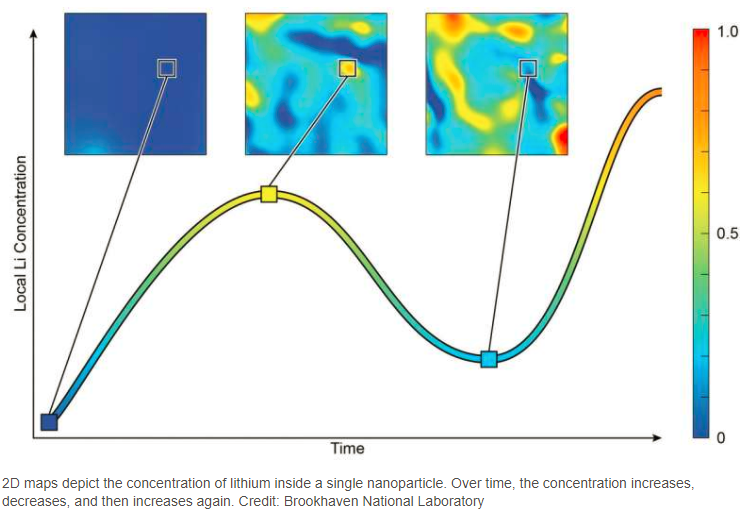 1.0
0.5
0
Local Li Concentration
Time
2D maps depict the concentration of lithium inside a single nanoparticle. Over time, the concentration increases,
decreases, and then increases again. Credit: Brookhaven National Laboratory